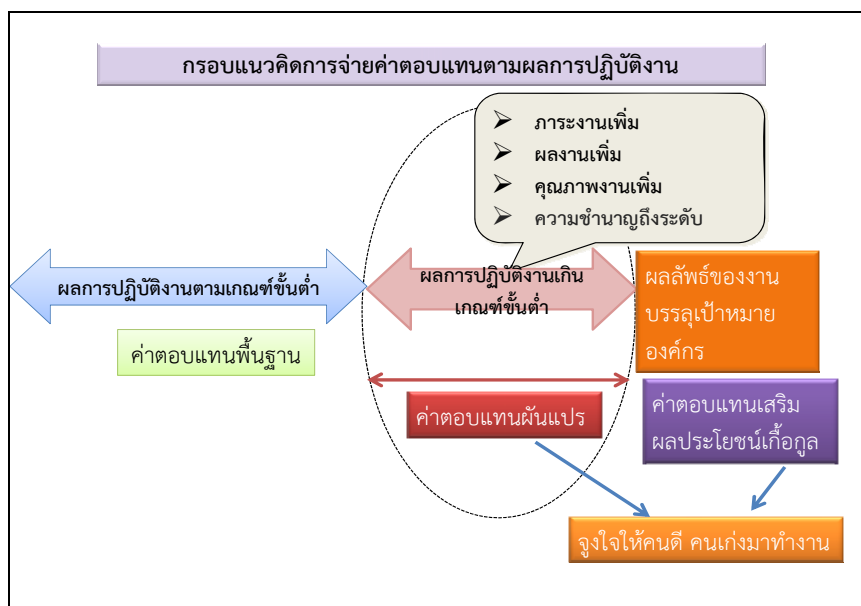 กรอบแนวคิดการจ่ายค่าตอบแทนตามผลการปฏิบัติงาน
ภาระงานเพิ่ม
ผลงานเพิ่ม
คุณภาพงานเพิ่ม
ความชำนาญถึงระดับ
ผลการปฏิบัติงานตามเกณฑ์ขั้นต่ำ
ผลการปฏิบัติงานเกิน
เกณฑ์ขั้นต่ำ
ผลลัพธ์ของงาน
บรรลุเป้าหมาย
องค์กร
ค่าตอบแทนพื้นฐาน
ค่าตอบแทนผันแปร
ค่าตอบแทนเสริม
ผลประโยชน์เกื้อกูล
จูงใจให้คนดี คนเก่งมาทำงาน